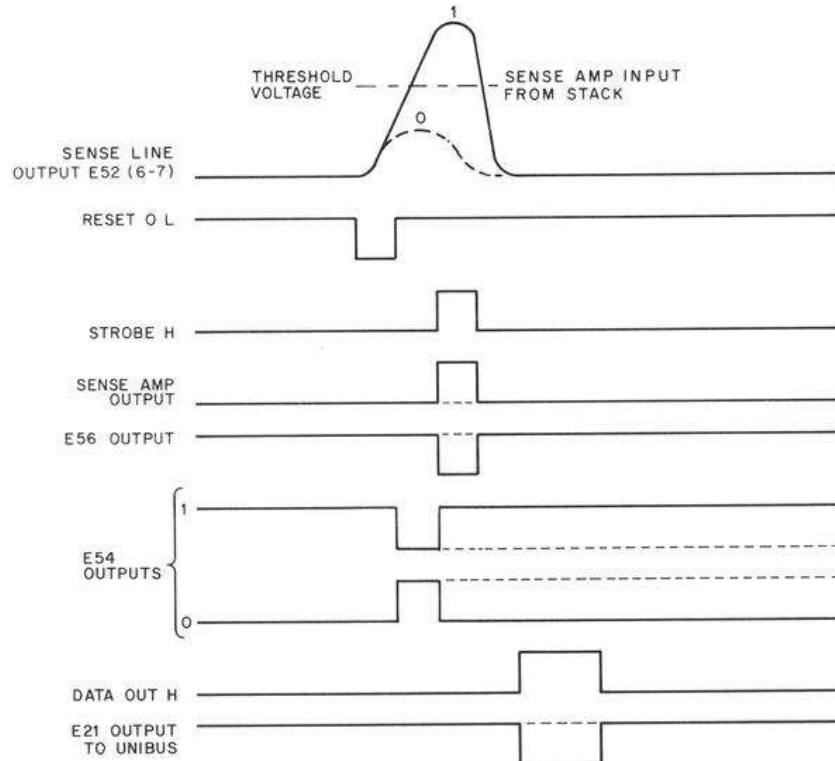 1
THRESHOLD
VOLTAGE
SENSE AMP INPUT
FROM STACK
0
SENSE LINE
OUTPUT E52 (6-7)
RESET O L
STROBE H
SENSE AMP
OUTPUT
E56 OUTPUT
1
E54
OUTPUTS
0
DATA OUT H
E21 OUTPUT
TO UNIBUS